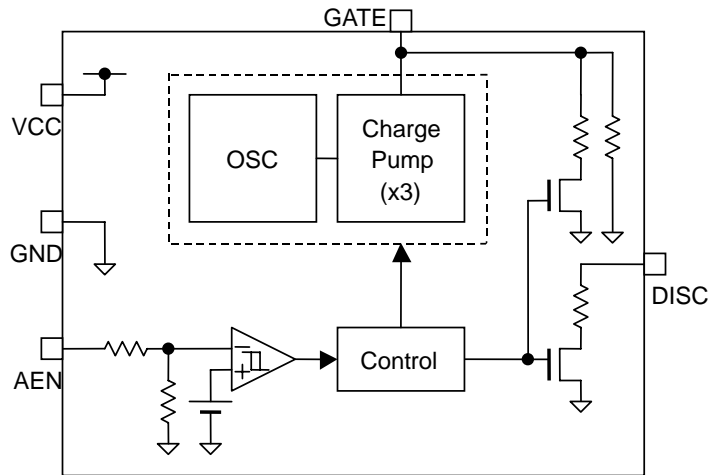 GATE
VCC
OSC
Charge
Pump
(x3)
GND
DISC
AEN
Control